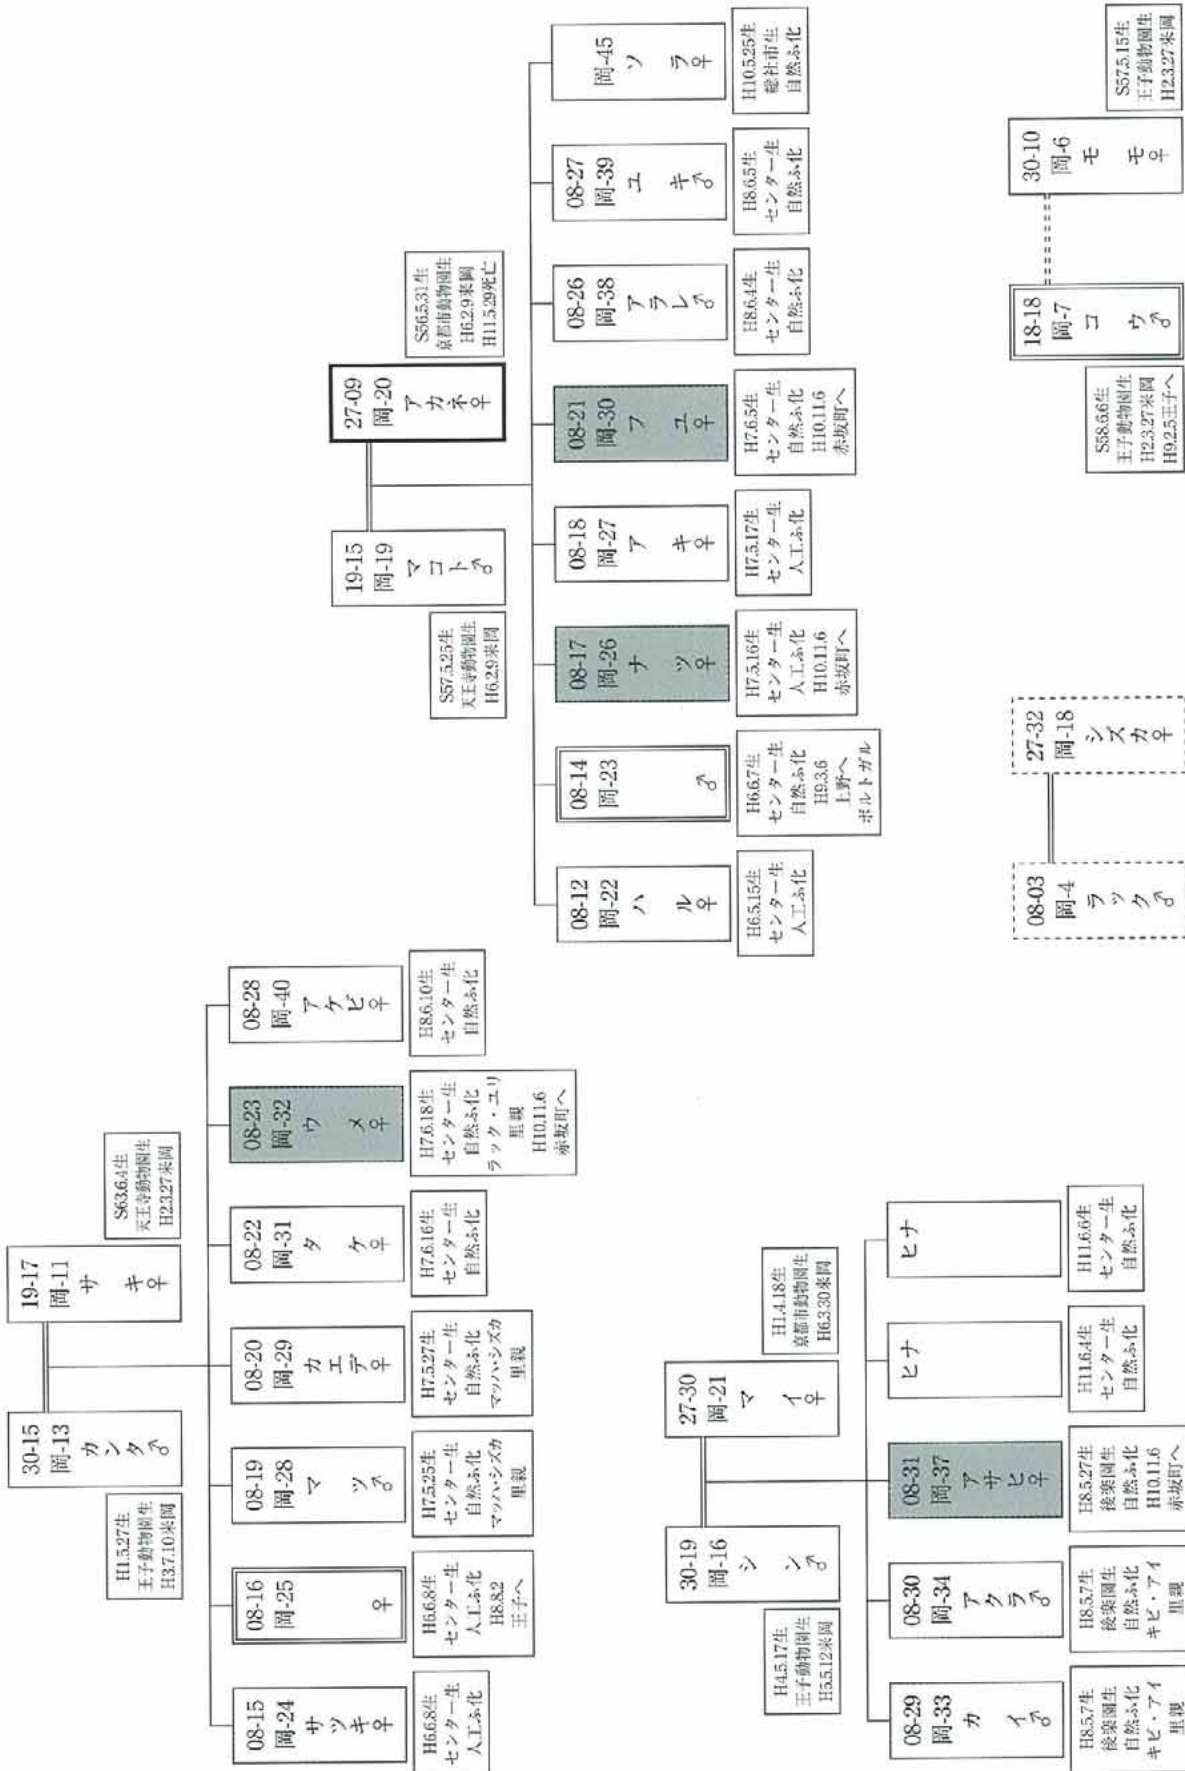 30-15
岡-13
カンタ
♂
H1.5.27生
王子動物園生
H3.7.10来岡
19-17
岡-11
サキ
♀
S63.6.4生
天王寺動物園生
H2.3.27来岡
08-15
岡-24
サツキ
♀
H6.6.8生
センター生
人工ふ化
08-16
岡-25
♀
H6.6.8生
センター生
人工ふ化
H8.8.2
王子へ
08-19
岡-28
マツ
♂
H7.5.25生
センター生
自然ふ化
マッハ・シズカ
里親
08-20
岡-29
カエデ
♀
H7.5.27生
センター生
自然ふ化
マッハ・シズカ
里親
08-22
岡-31
タケ
♀
H7.6.16生
センター生
自然ふ化
08-23
岡-32
ウメ
♀
H7.6.18生
センター生
自然ふ化
ラック・ユリ
里親
H10.11.6
赤坂町へ
08-28
岡-40
アケビ
♀
H8.6.10生
センター生
自然ふ化
19-15
岡-19
マコト
♂
S57.5.25生
天王寺動物園生
H6.2.9来岡
27-09
岡-20
アカネ
♀
S56.5.31生
京都市動物園生
H6.2.9来岡
H11.5.29死亡
08-12
岡-22
ハル
♀
H6.5.15生
センター生
人工ふ化
08-14
岡-23
♂
H6.6.7生
センター生
自然ふ化
H9.3.6
上野へ
ポルトガル
08-17
岡-26
ナツ
♀
H7.5.16生
センター生
人工ふ化
H10.11.6
赤坂町へ
08-18
岡-27
アキ
♀
H7.5.17生
センター生
人工ふ化
08-21
岡-30
フユ
♀
H7.6.5生
センター生
自然ふ化
H10.11.6
赤坂町へ
08-26
岡-38
アラレ
♂
H8.6.4生
センター生
自然ふ化
08-27
岡-39
ユキ
♂
H8.6.5生
センター生
自然ふ化
岡-45
ソラ
♀
H10.5.25生
総社市生
自然ふ化
30-19
岡-16
シン
♂
H4.5.17生
王子動物園生
H5.5.12来岡
27-30
岡-21
マイ
♀
H1.4.18生
京都市動物園生
H6.3.30来岡
08-29
岡-33
カイ
♂
H8.5.7生
後楽園生
自然ふ化
キビ・アイ
里親
08-30
岡-34
アクラ
♂
H8.5.7生
後楽園生
自然ふ化
キビ・アイ
里親
08-31
岡-37
アサヒ
♀
H8.5.27生
後楽園生
自然ふ化
H10.11.6
赤坂町へ
ヒナ
H11.6.4生
センター生
自然ふ化
ヒナ
H11.6.6生
センター生
自然ふ化
08-03
岡-4
ラッタ
♂
27-32
岡-18
シズカ
♀
18-18
岡-7
コウ
♂
S58.6.6生
王子動物園生
H2.3.27来岡
H9.2.5王子へ
30-10
岡-6
モモ
♀
S57.5.15生
王子動物園生
H2.3.27来岡